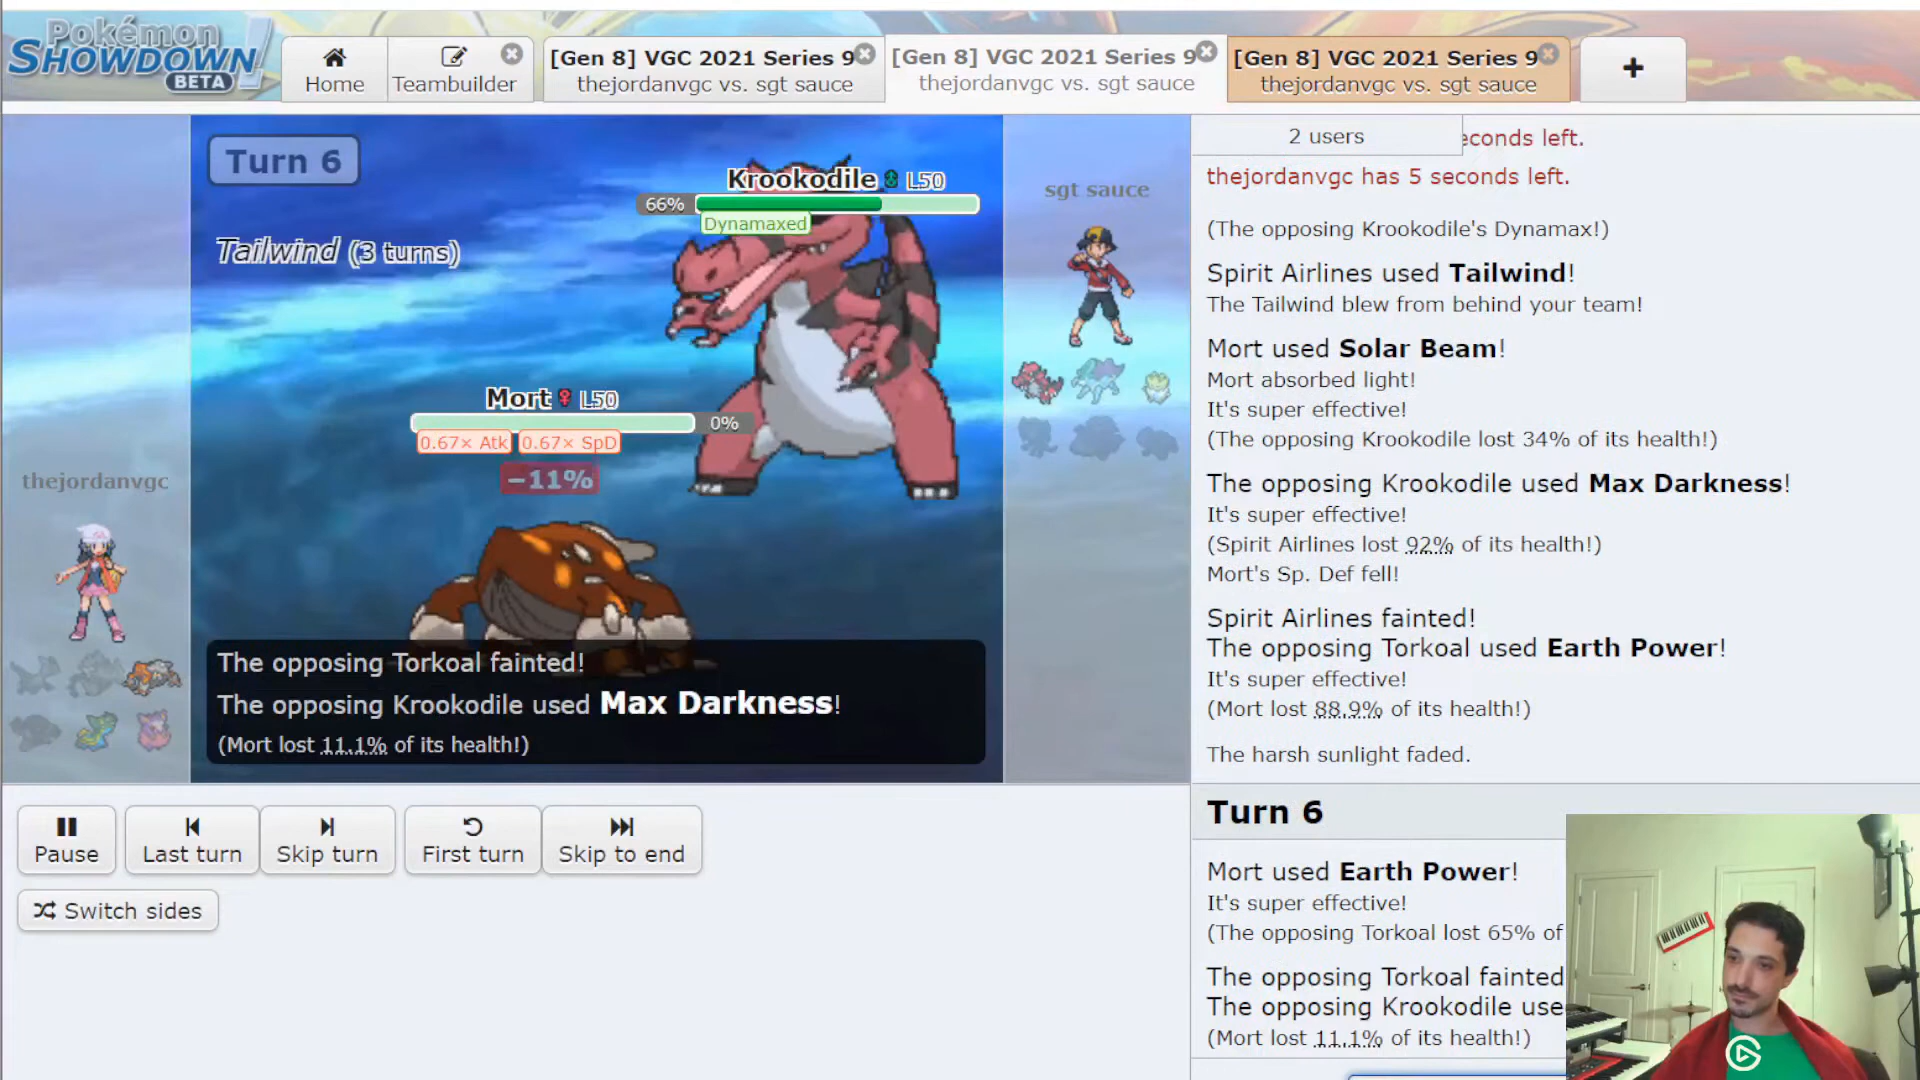 Pokémon
SHOWDOWN!
BETA
Home
Teambuilder
[Gen 8] VGC 2021 Series 9
thejordanvgc vs. sgt sauce
[Gen 8] VGC 2021 Series 9
thejordanvgc vs. sgt sauce
[Gen 8] VGC 2021 Series 9
thejordanvgc vs. sgt sauce
+
Turn 6
Tailwind (3 turns)
Krookodile L50
66%
Dynamaxed
Mort L50
0%
0.67× Atk 0.67× SpD
−11%
thejordanvgc
sgt sauce
The opposing Torkoal fainted!
The opposing Krookodile used Max Darkness!
(Mort lost 11.1% of its health!)
Pause
Last turn
Skip turn
First turn
Skip to end
Switch sides
2 users
econds left.
thejordanvgc has 5 seconds left.
(The opposing Krookodile's Dynamax!)
Spirit Airlines used Tailwind!
The Tailwind blew from behind your team!
Mort used Solar Beam!
Mort absorbed light!
It's super effective!
(The opposing Krookodile lost 34% of its health!)
The opposing Krookodile used Max Darkness!
It's super effective!
(Spirit Airlines lost 92% of its health!)
Mort's Sp. Def fell!
Spirit Airlines fainted!
The opposing Torkoal used Earth Power!
It's super effective!
(Mort lost 88.9% of its health!)
The harsh sunlight faded.
Turn 6
Mort used Earth Power!
It's super effective!
(The opposing Torkoal lost 65% of
The opposing Torkoal fainted
The opposing Krookodile use
(Mort lost 11.1% of its health!)